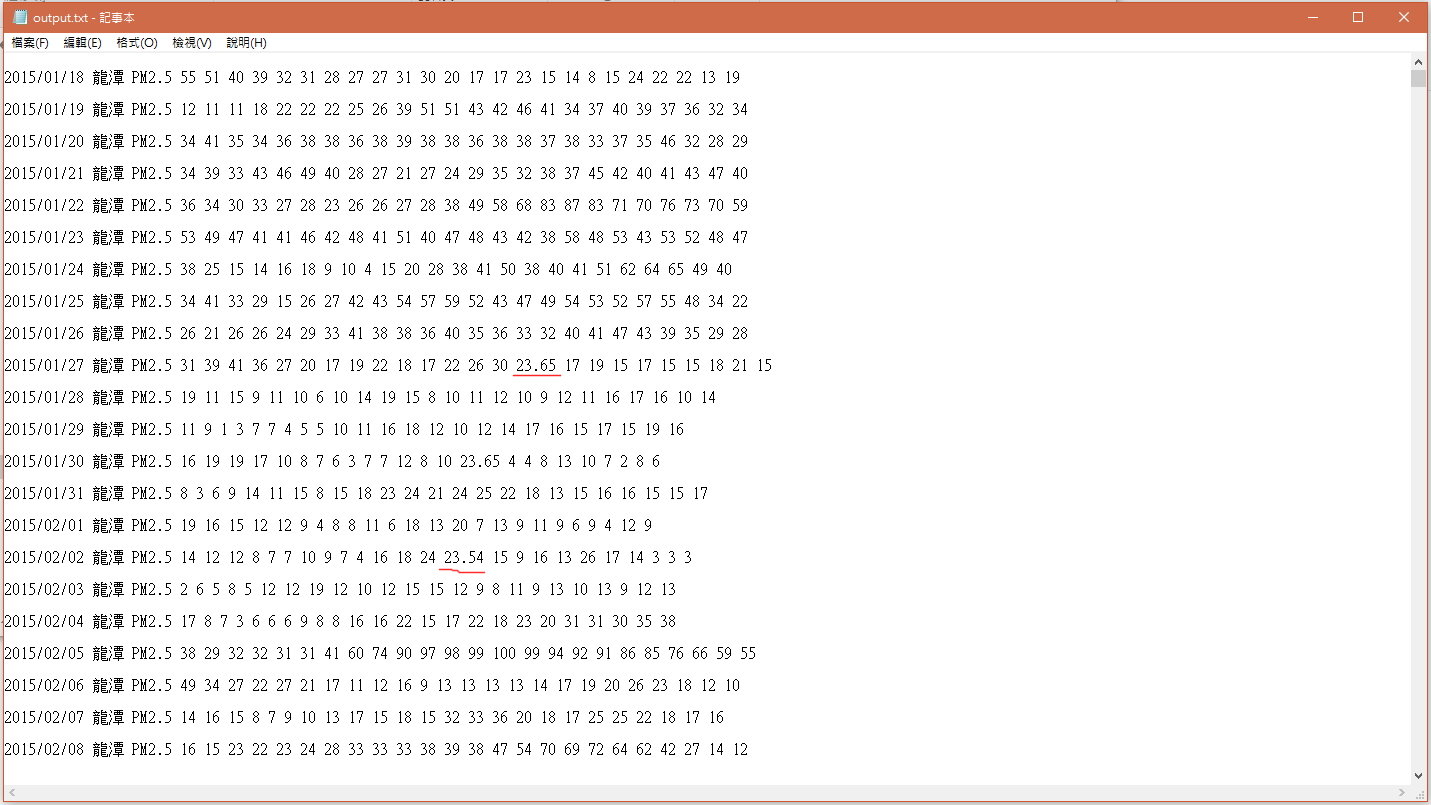 output.txt - 記事本
檔案(F) 編輯(E) 格式(O) 檢視(V) 說明(H)
2015/01/18 龍潭 PM2.5 55 51 40 39 32 31 28 27 27 31 30 20 17 17 23 15 14 8 15 24 22 22 13 19
2015/01/19 龍潭 PM2.5 12 11 11 18 22 22 22 25 26 39 51 51 43 42 46 41 34 37 40 39 37 36 32 34
2015/01/20 龍潭 PM2.5 34 41 35 34 36 38 38 36 38 39 38 38 36 38 38 37 38 33 37 35 46 32 28 29
2015/01/21 龍潭 PM2.5 34 39 33 43 46 49 40 28 27 21 27 24 29 35 32 38 37 45 42 40 41 43 47 40
2015/01/22 龍潭 PM2.5 36 34 30 33 27 28 23 26 26 27 28 38 49 58 68 83 87 83 71 70 76 73 70 59
2015/01/23 龍潭 PM2.5 53 49 47 41 41 46 42 48 41 51 40 47 48 43 42 38 58 48 53 43 53 52 48 47
2015/01/24 龍潭 PM2.5 38 25 15 14 16 18 9 10 4 15 20 28 38 41 50 38 40 41 51 62 64 65 49 40
2015/01/25 龍潭 PM2.5 34 41 33 29 15 26 27 42 43 54 57 59 52 43 47 49 54 53 52 57 55 48 34 22
2015/01/26 龍潭 PM2.5 26 21 26 26 24 29 33 41 38 38 36 40 35 36 33 32 40 41 47 43 39 35 29 28
2015/01/27 龍潭 PM2.5 31 39 41 36 27 20 17 19 22 18 17 22 26 30 23.65 17 19 15 17 15 15 18 21 15
2015/01/28 龍潭 PM2.5 19 11 15 9 11 10 6 10 14 19 15 8 10 11 12 10 9 12 11 16 17 16 10 14
2015/01/29 龍潭 PM2.5 11 9 1 3 7 7 4 5 5 10 11 16 18 12 10 12 14 17 16 15 17 15 19 16
2015/01/30 龍潭 PM2.5 16 19 19 17 10 8 7 6 3 7 7 12 8 10 23.65 4 4 8 13 10 7 2 8 6
2015/01/31 龍潭 PM2.5 8 3 6 9 14 11 15 8 15 18 23 24 21 24 25 22 18 13 15 16 16 15 15 17
2015/02/01 龍潭 PM2.5 19 16 15 12 12 9 4 8 8 11 6 18 13 20 7 13 9 11 9 6 9 4 12 9
2015/02/02 龍潭 PM2.5 14 12 12 8 7 7 10 9 7 4 16 18 24 23.54 15 9 16 13 26 17 14 3 3 3
2015/02/03 龍潭 PM2.5 2 6 5 8 5 12 12 19 12 10 12 15 15 12 9 8 11 9 13 10 13 9 12 13
2015/02/04 龍潭 PM2.5 17 8 7 3 6 6 6 9 8 8 16 16 22 15 17 22 18 23 20 31 31 30 35 38
2015/02/05 龍潭 PM2.5 38 29 32 32 31 31 41 60 74 90 97 98 99 100 99 94 92 91 86 85 76 66 59 55
2015/02/06 龍潭 PM2.5 49 34 27 22 27 21 17 11 12 16 9 13 13 13 13 14 17 19 20 26 23 18 12 10
2015/02/07 龍潭 PM2.5 14 16 15 8 7 9 10 13 17 15 18 15 32 33 36 20 18 17 25 25 22 18 17 16
2015/02/08 龍潭 PM2.5 16 15 23 22 23 24 28 33 33 33 38 39 38 47 54 70 69 72 64 62 42 27 14 12